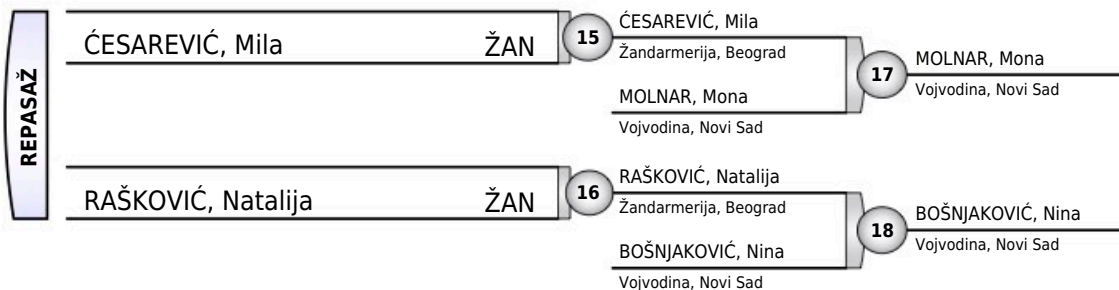 REPASAŽ
ĆESAREVIĆ, Mila ŽAN
15
ĆESAREVIĆ, Mila
Žandarmerija, Beograd
MOLNAR, Mona
Vojvodina, Novi Sad
17
MOLNAR, Mona
Vojvodina, Novi Sad
RAŠKOVIĆ, Natalija ŽAN
16
RAŠKOVIĆ, Natalija
Žandarmerija, Beograd
BOŠNJAKOVIĆ, Nina
Vojvodina, Novi Sad
18
BOŠNJAKOVIĆ, Nina
Vojvodina, Novi Sad